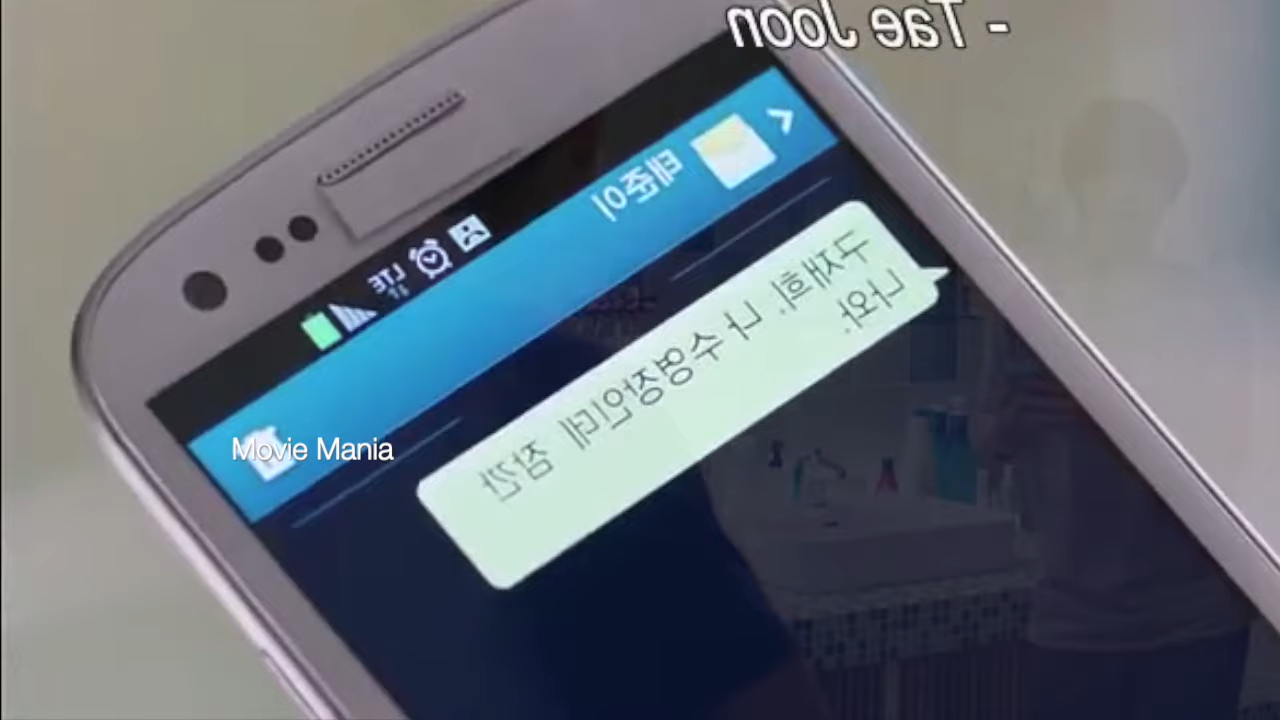 - Tae Joon
태준이
LTE
구재희, 나 수영장인데 잠깐
나와.
Movie Mania